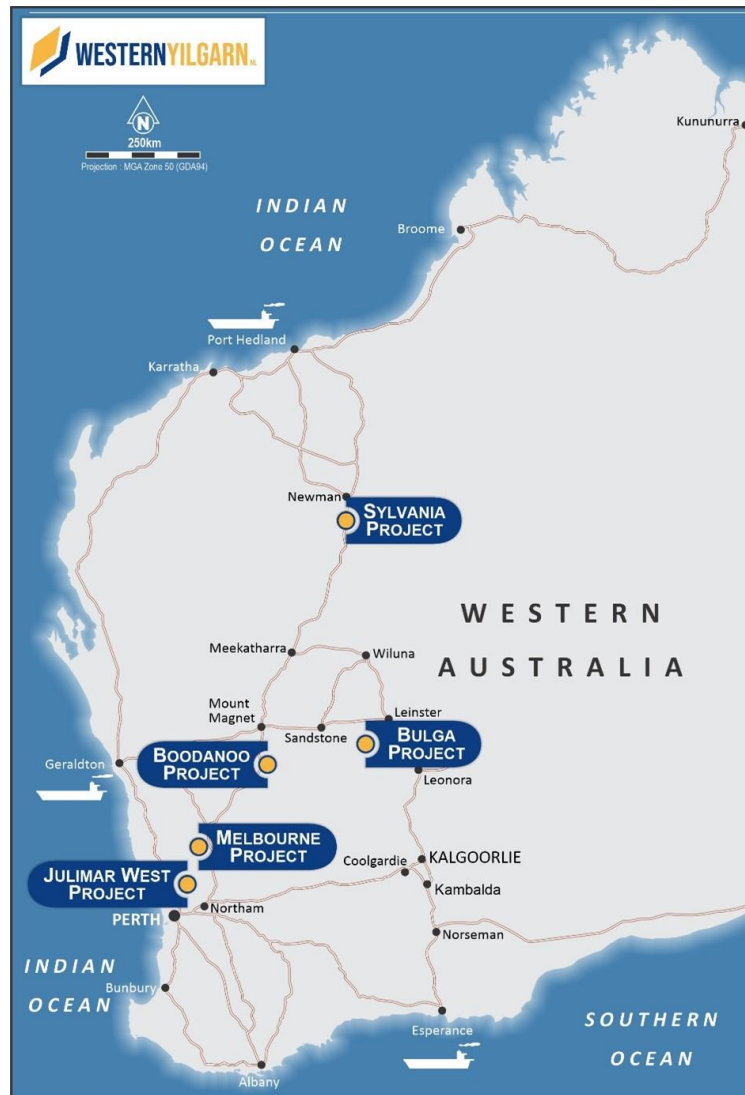 WESTERNYILGARN NL
N
250km
Projection : MGA Zone 50 (GDA94)
Kununurra
INDIAN
OCEAN
Broome
Port Hedland
Karratha
Newman
SYLVANIA
PROJECT
WESTERN
AUSTRALIA
Meekatharra
Wiluna
Mount
Magnet
Leinster
Sandstone
BULGA
PROJECT
BOODANOO
PROJECT
Geraldton
Leonora
MELBOURNE
PROJECT
KALGOORLIE
Coolgardie
JULIMAR WEST
PROJECT
Kambalda
Northam
PERTH
Norseman
INDIAN
OCEAN
Bunbury
Esperance
SOUTHERN
OCEAN
Albany